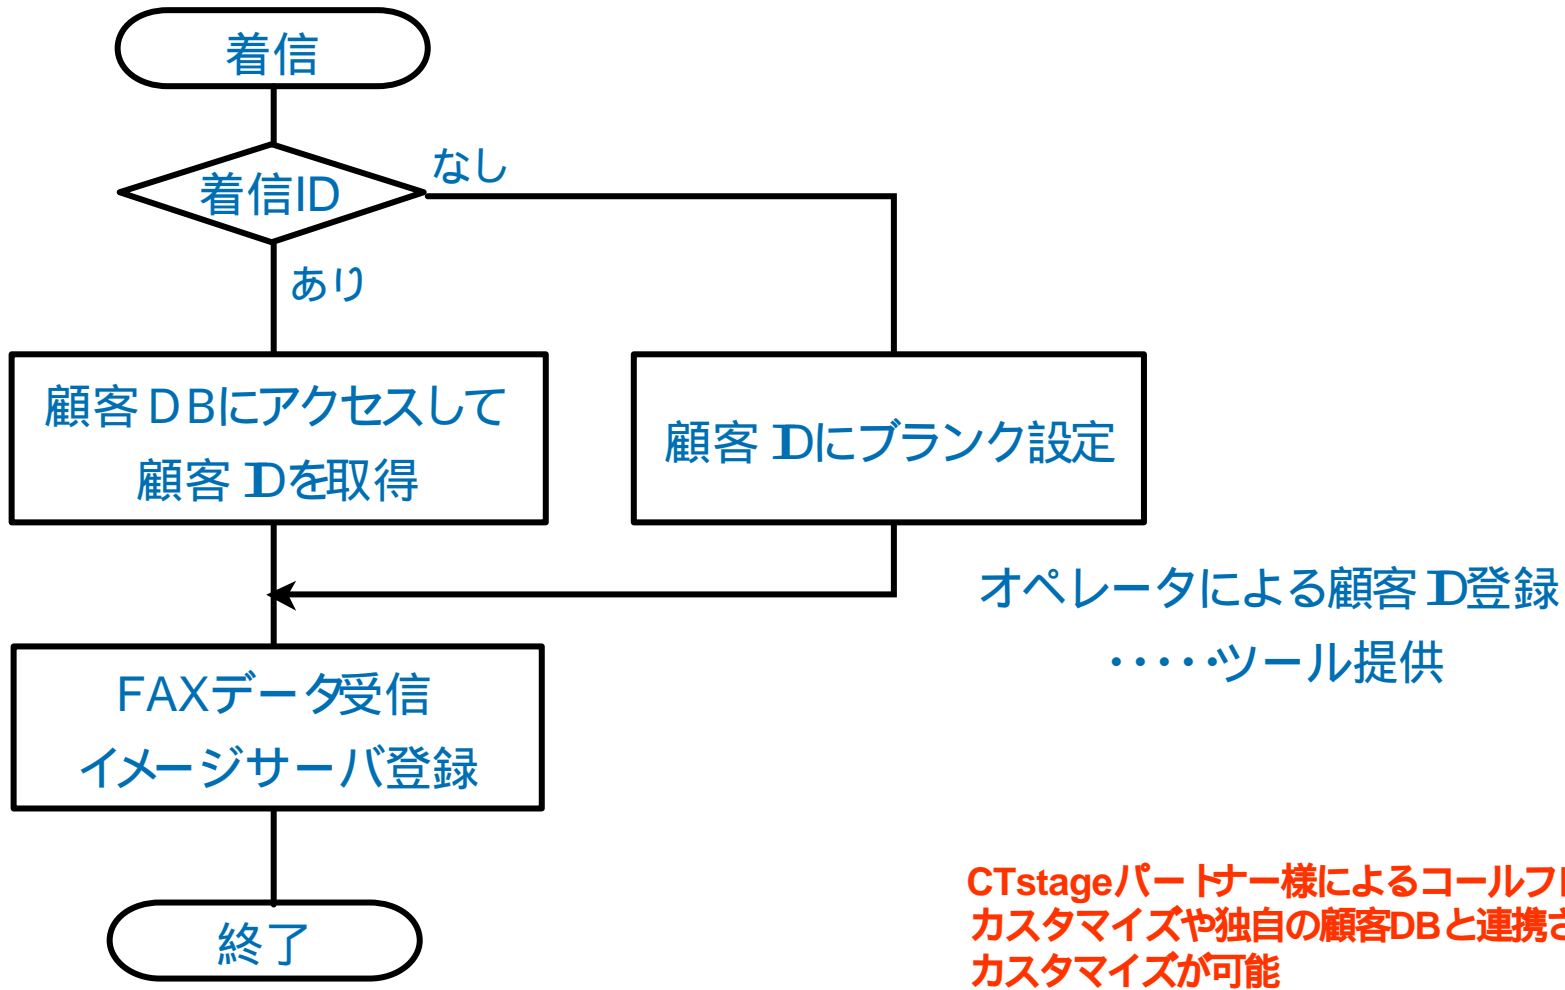 着信
着信ID
なし
あり
顧客DBにアクセスして
顧客IDを取得
顧客IDにブランク設定
オペレータによる顧客ID登録
・・・・・ツール提供
FAXデータ受信
イメージサーバ登録
終了
CTstageパートナー様によるコールフ
カスタマイズや独自の顧客DBと連携さ
カスタマイズが可能